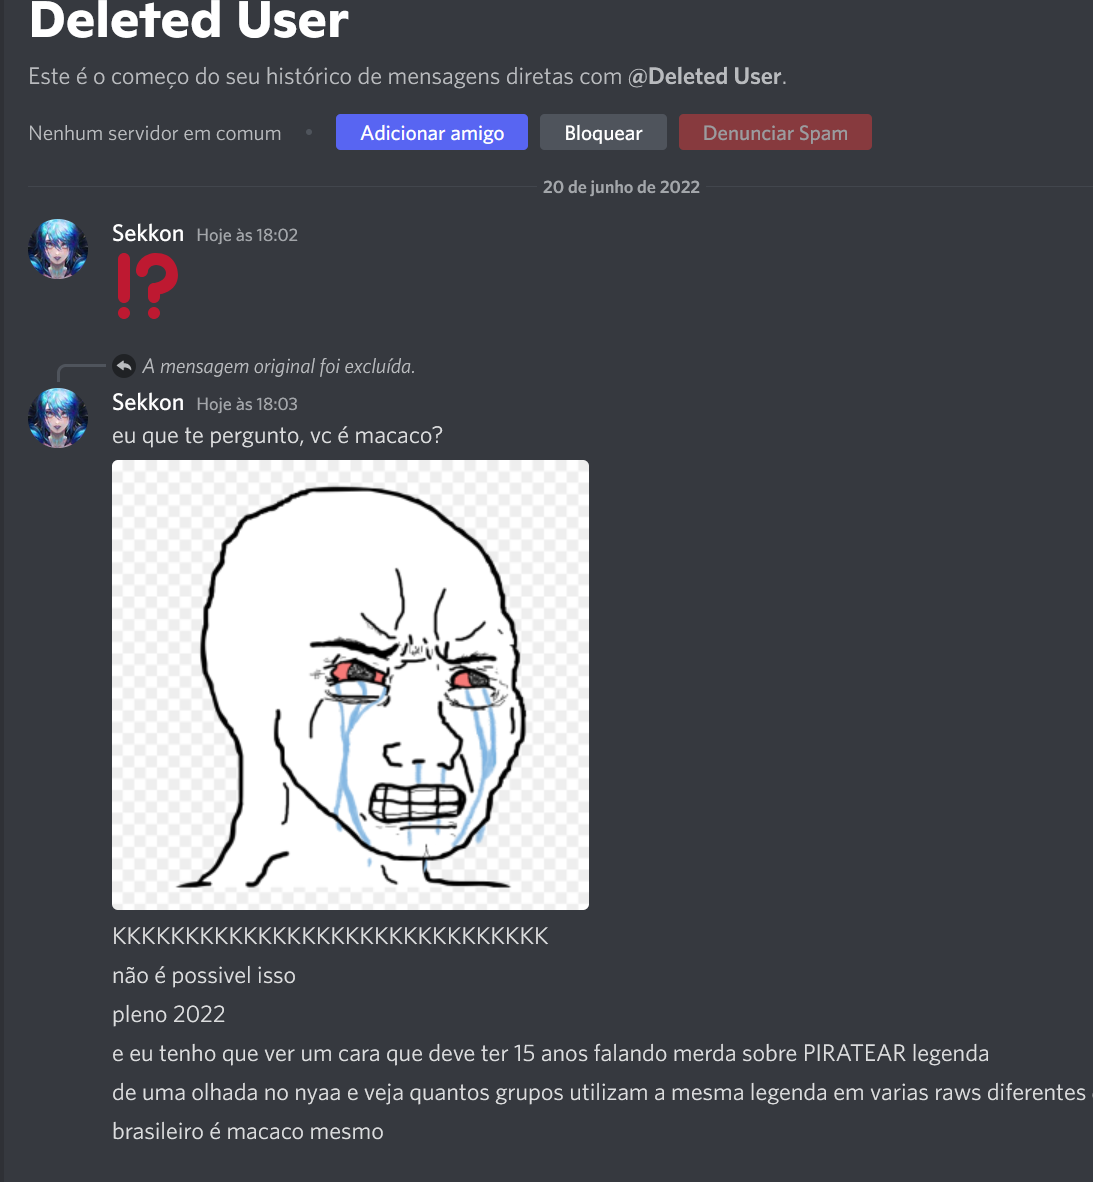 Deleted User
Este é o começo do seu histórico de mensagens diretas com @Deleted User.
Nenhum servidor em comum • Adicionar amigo Bloquear Denunciar Spam
20 de junho de 2022
Sekkon Hoje às 18:02
!?
A mensagem original foi excluída.
Sekkon Hoje às 18:03
eu que te pergunto, vc é macaco?
KKKKKKKKKKKKKKKKKKKKKKKKKKKKKK
não é possivel isso
pleno 2022
e eu tenho que ver um cara que deve ter 15 anos falando merda sobre PIRATEAR legenda
de uma olhada no nyaa e veja quantos grupos utilizam a mesma legenda em varias raws diferentes
brasileiro é macaco mesmo